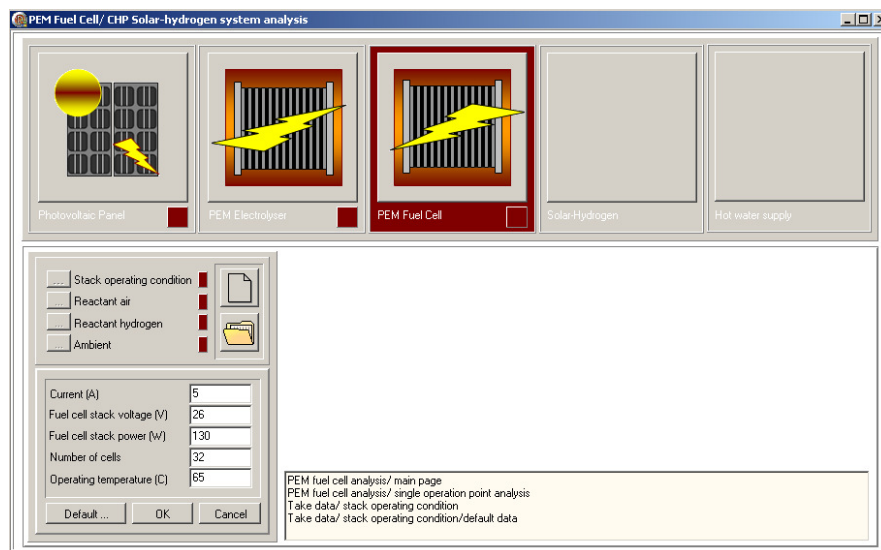 PEM Fuel Cell/ CHP Solar-hydrogen system analysis
Photovoltaic Panel
PEM Electrolyser
PEM Fuel Cell
Solar-Hydrogen
Hot water supply
... Stack operating condition
... Reactant air
... Reactant hydrogen
... Ambient
Current (A) 5
Fuel cell stack voltage (V) 26
Fuel cell stack power (W) 130
Number of cells 32
Operating temperature (C) 65
Default ... OK Cancel
PEM fuel cell analysis/ main page
PEM fuel cell analysis/ single operation point analysis
Take data/ stack operating condition
Take data/ stack operating condition/default data